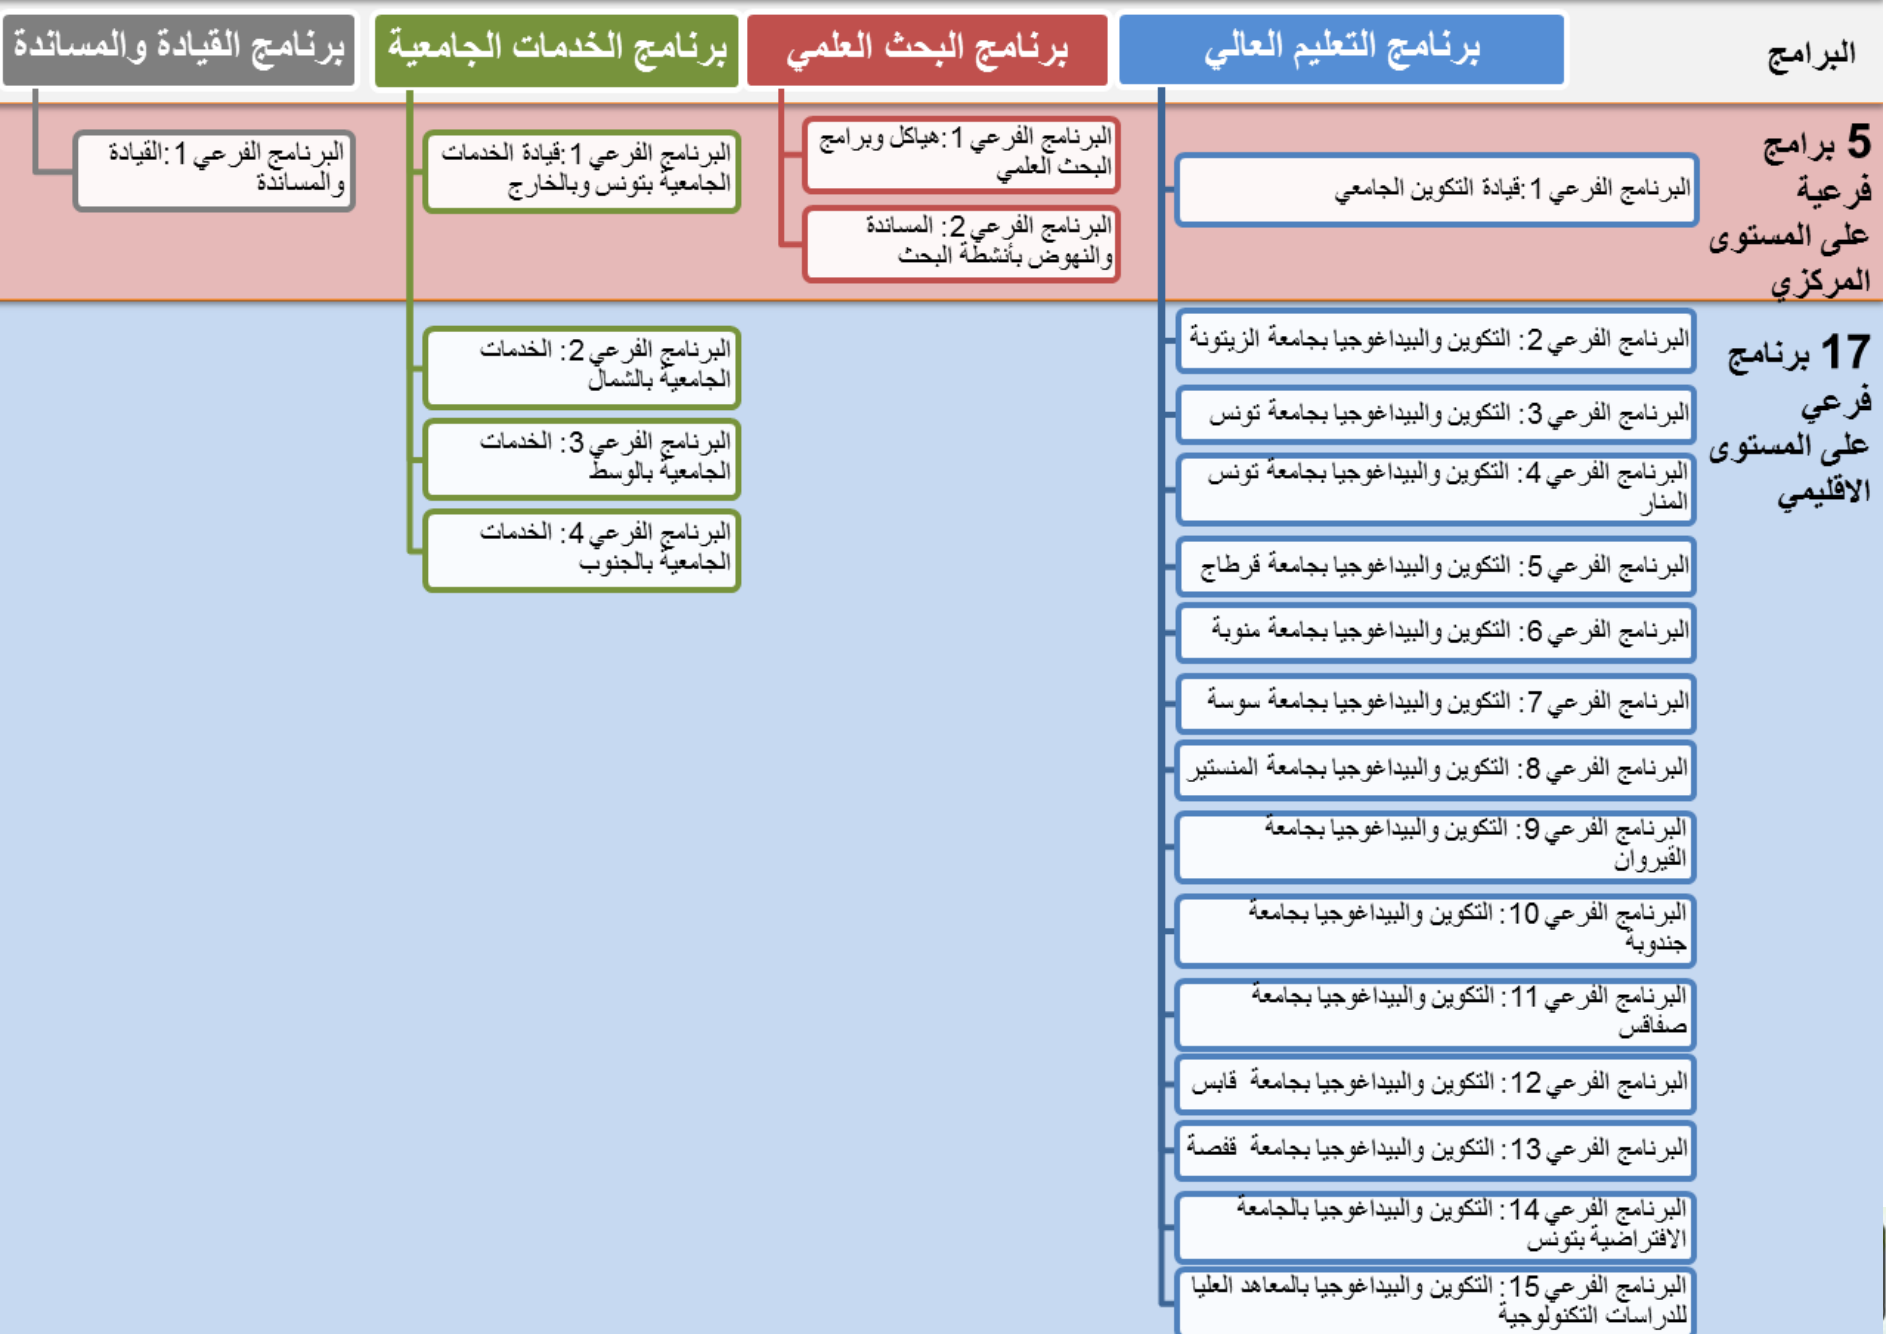 البرامج
برنامج التعليم العالي
برنامج البحث العلمي
برنامج الخدمات الجامعية
برنامج القيادة والمساندة
5 برامج
فرعية
على المستوى
المركزي
البرنامج الفرعي 1:قيادة التكوين الجامعي
البرنامج الفرعي 1:هياكل وبرامج
البحث العلمي
البرنامج الفرعي 2: المساندة
والنهوض بأنشطة البحث
البرنامج الفرعي 1:قيادة الخدمات
الجامعية بتونس وبالخارج
البرنامج الفرعي 1:القيادة
والمساندة
17 برنامج
فرعي
على المستوى
الاقليمي
البرنامج الفرعي 2: التكوين والبيداغوجيا بجامعة الزيتونة
البرنامج الفرعي 3: التكوين والبيداغوجيا بجامعة تونس
البرنامج الفرعي 4: التكوين والبيداغوجيا بجامعة تونس
المنار
البرنامج الفرعي 5: التكوين والبيداغوجيا بجامعة قرطاج
البرنامج الفرعي 6: التكوين والبيداغوجيا بجامعة منوبة
البرنامج الفرعي 7: التكوين والبيداغوجيا بجامعة سوسة
البرنامج الفرعي 8: التكوين والبيداغوجيا بجامعة المنستير
البرنامج الفرعي 9: التكوين والبيداغوجيا بجامعة
القيروان
البرنامج الفرعي 10: التكوين والبيداغوجيا بجامعة
جندوبة
البرنامج الفرعي 11: التكوين والبيداغوجيا بجامعة
صفاقس
البرنامج الفرعي 12: التكوين والبيداغوجيا بجامعة قابس
البرنامج الفرعي 13: التكوين والبيداغوجيا بجامعة قفصة
البرنامج الفرعي 14: التكوين والبيداغوجيا بالجامعة
الافتراضية بتونس
البرنامج الفرعي 15: التكوين والبيداغوجيا بالمعاهد العليا
للدراسات التكنولوجية
البرنامج الفرعي 2: الخدمات
الجامعية بالشمال
البرنامج الفرعي 3: الخدمات
الجامعية بالوسط
البرنامج الفرعي 4: الخدمات
الجامعية بالجنوب